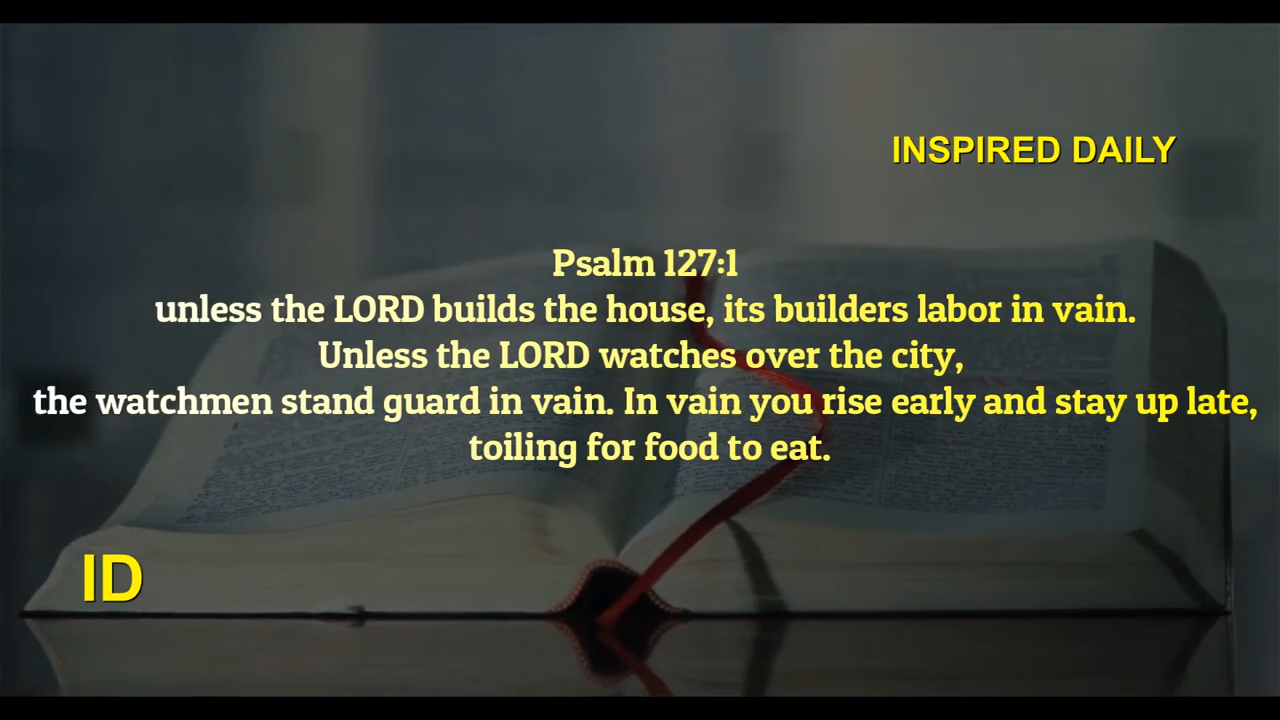 INSPIRED DAILY
Psalm 127:1
unless the LORD builds the house, its builders labor in vain.
Unless the LORD watches over the city,
the watchmen stand guard in vain. In vain you rise early and stay up late,
toiling for food to eat.
ID